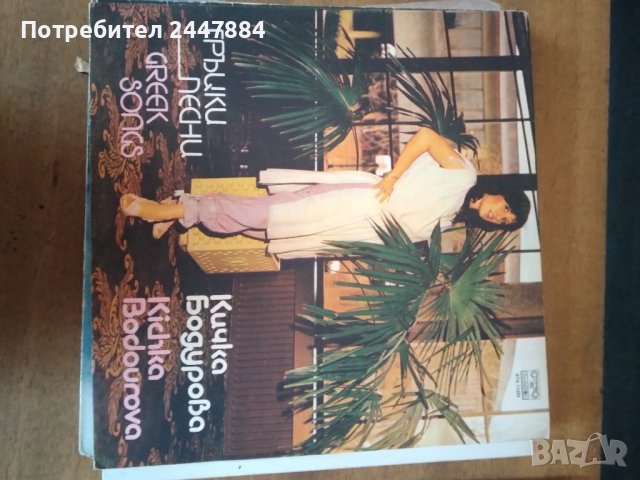 Потребител 2447884
ГРЪЦКИ
ПЕСНИ
GREEK
SONGS
Кичка
Бодурова
Kichka
Bodourova
BAZAR